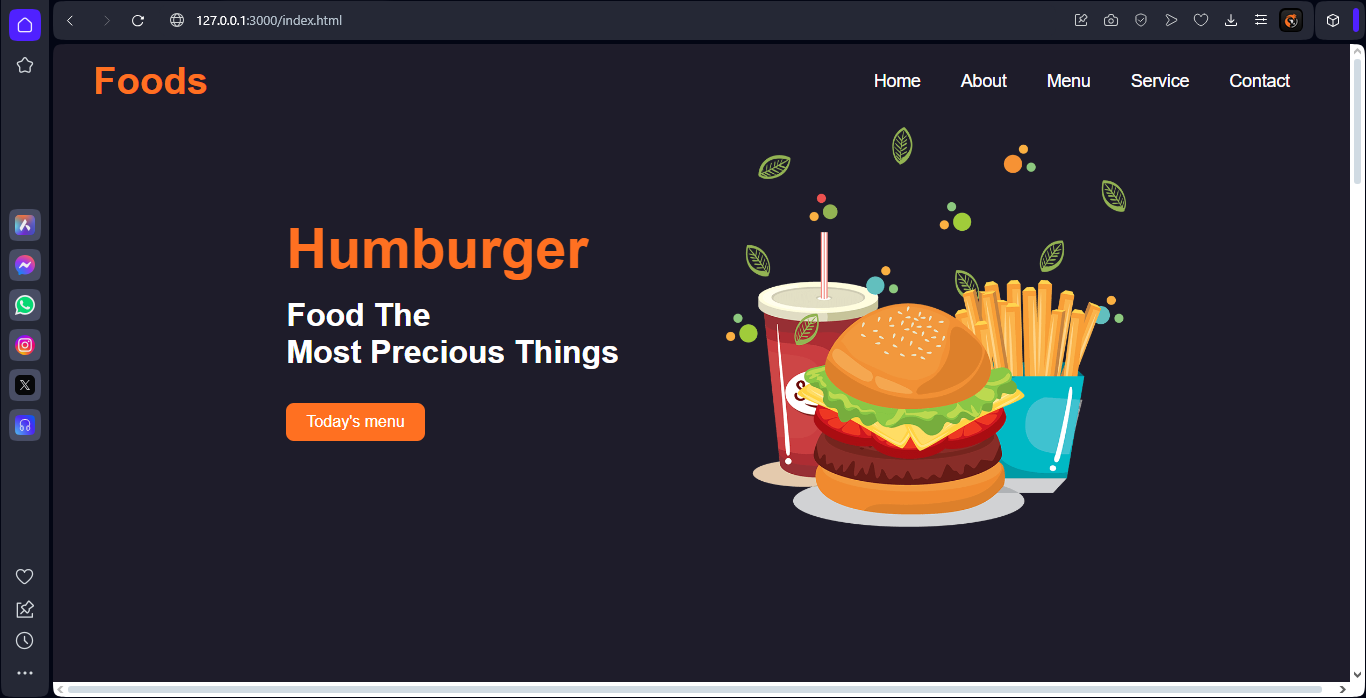 127.0.0.1:3000/index.html
Foods
Home About Menu Service Contact
Humburger
Food The
Most Precious Things
Today's menu